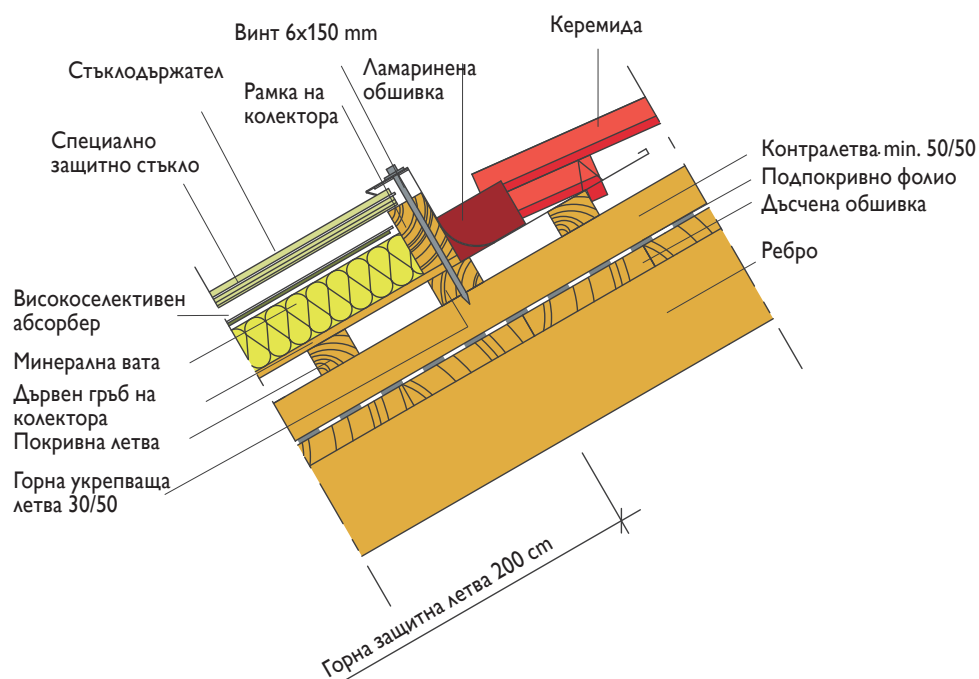 Винт 6x150 mm
Керемида
Стъклодържател
Ламаринена
обшивка
Рамка на
колектора
Специално
защитно стъкло
Контралетва min. 50/50
Подпокривно фолио
Дъсчена обшивка
Ребро
Високоселективен
абсорбер
Минерална вата
Дървен гръб на
колектора
Покривна летва
Горна укрепваща
летва 30/50
Горна защитна летва 200 cm